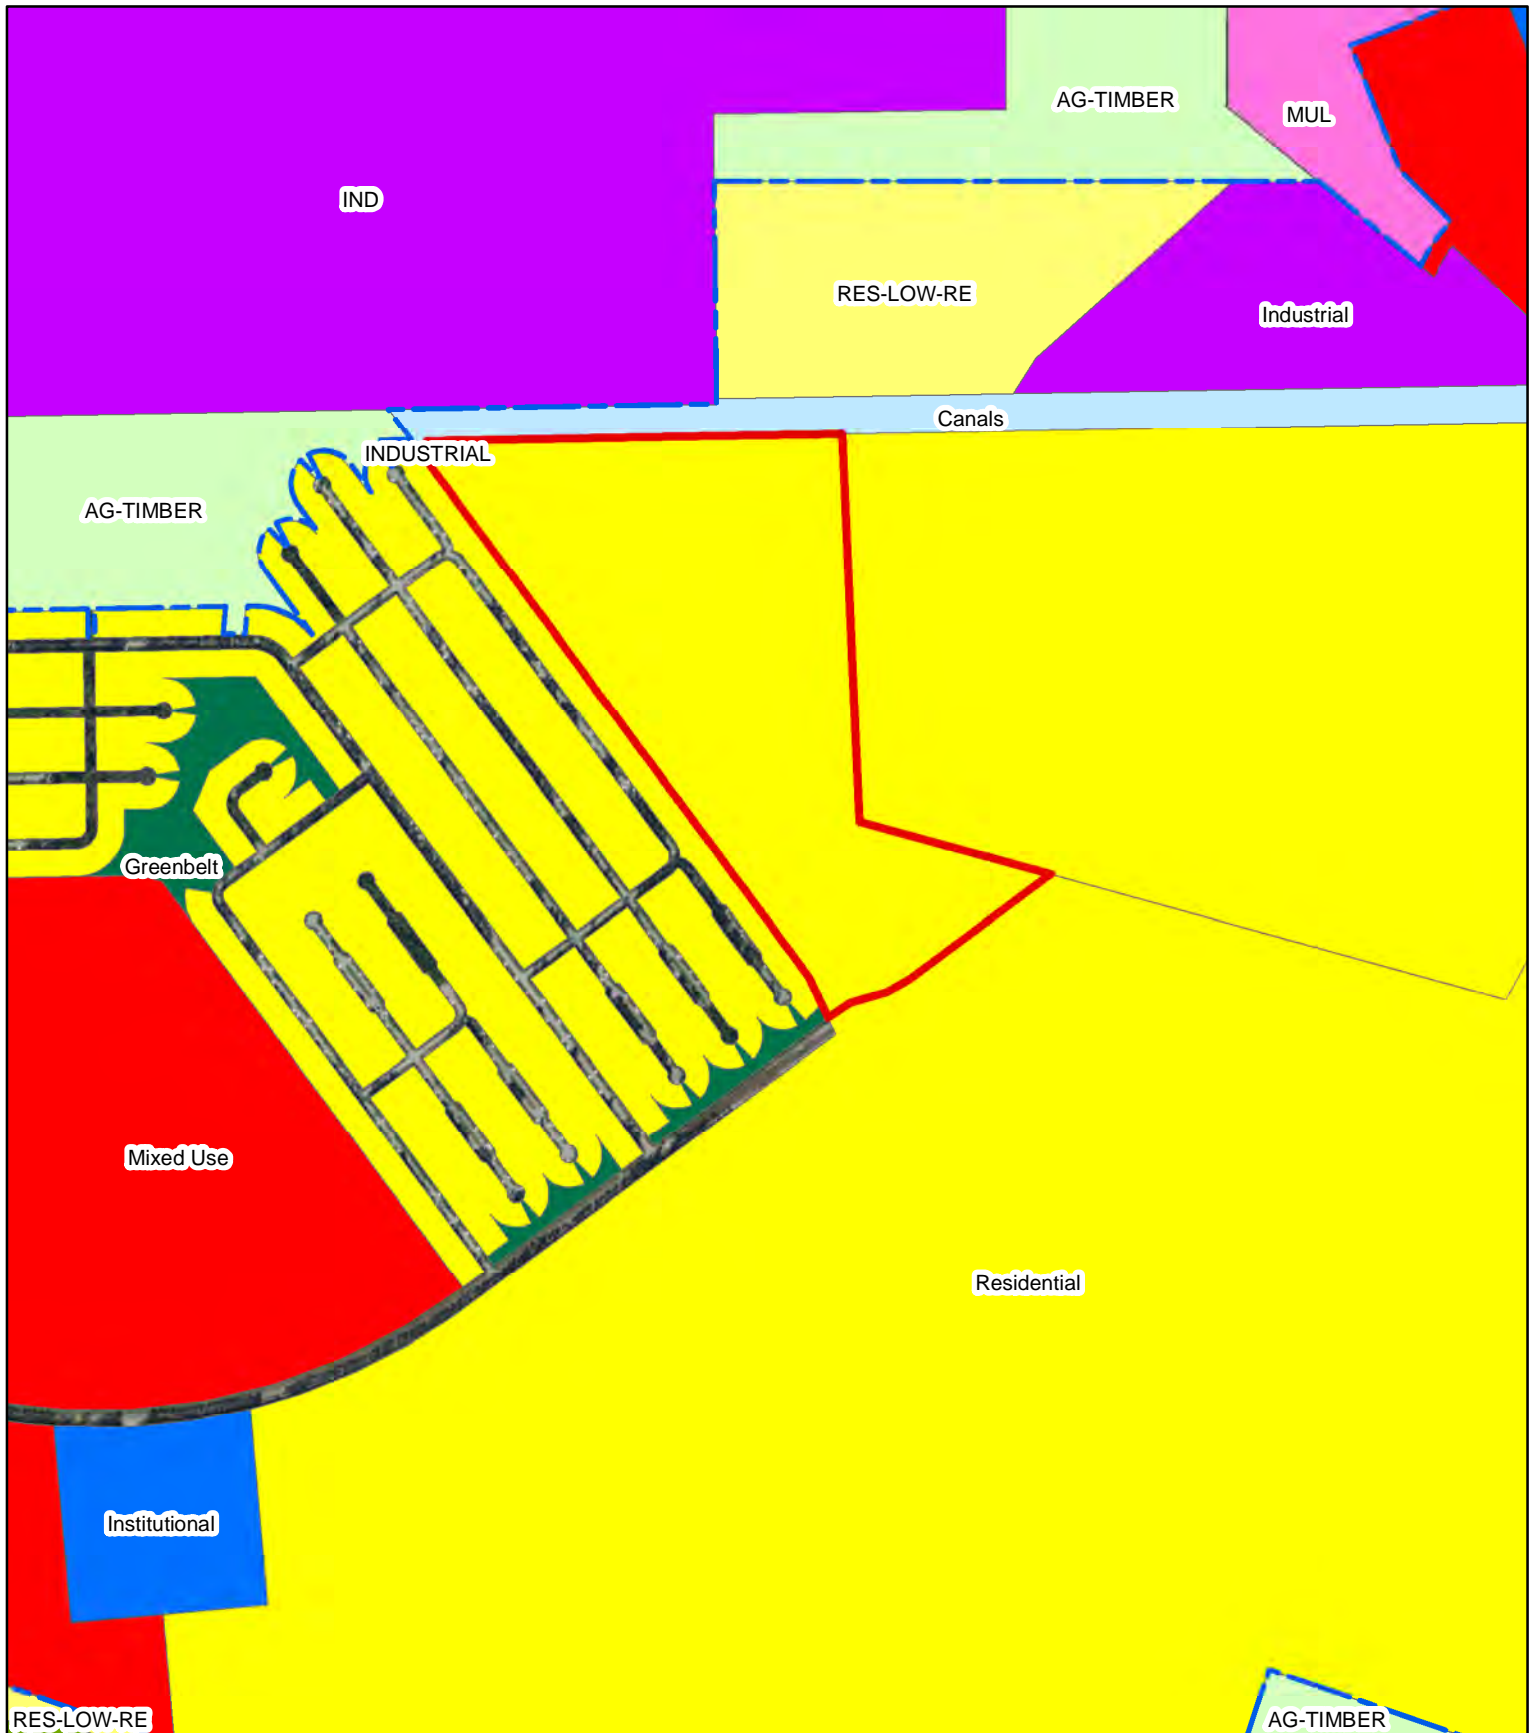 AG-TIMBER
MUL
IND
RES-LOW-RE
Industrial
Canals
INDUSTRIAL
AG-TIMBER
Greenbelt
Mixed Use
Residential
Institutional
RES-LOW-RE
AG-TIMBER